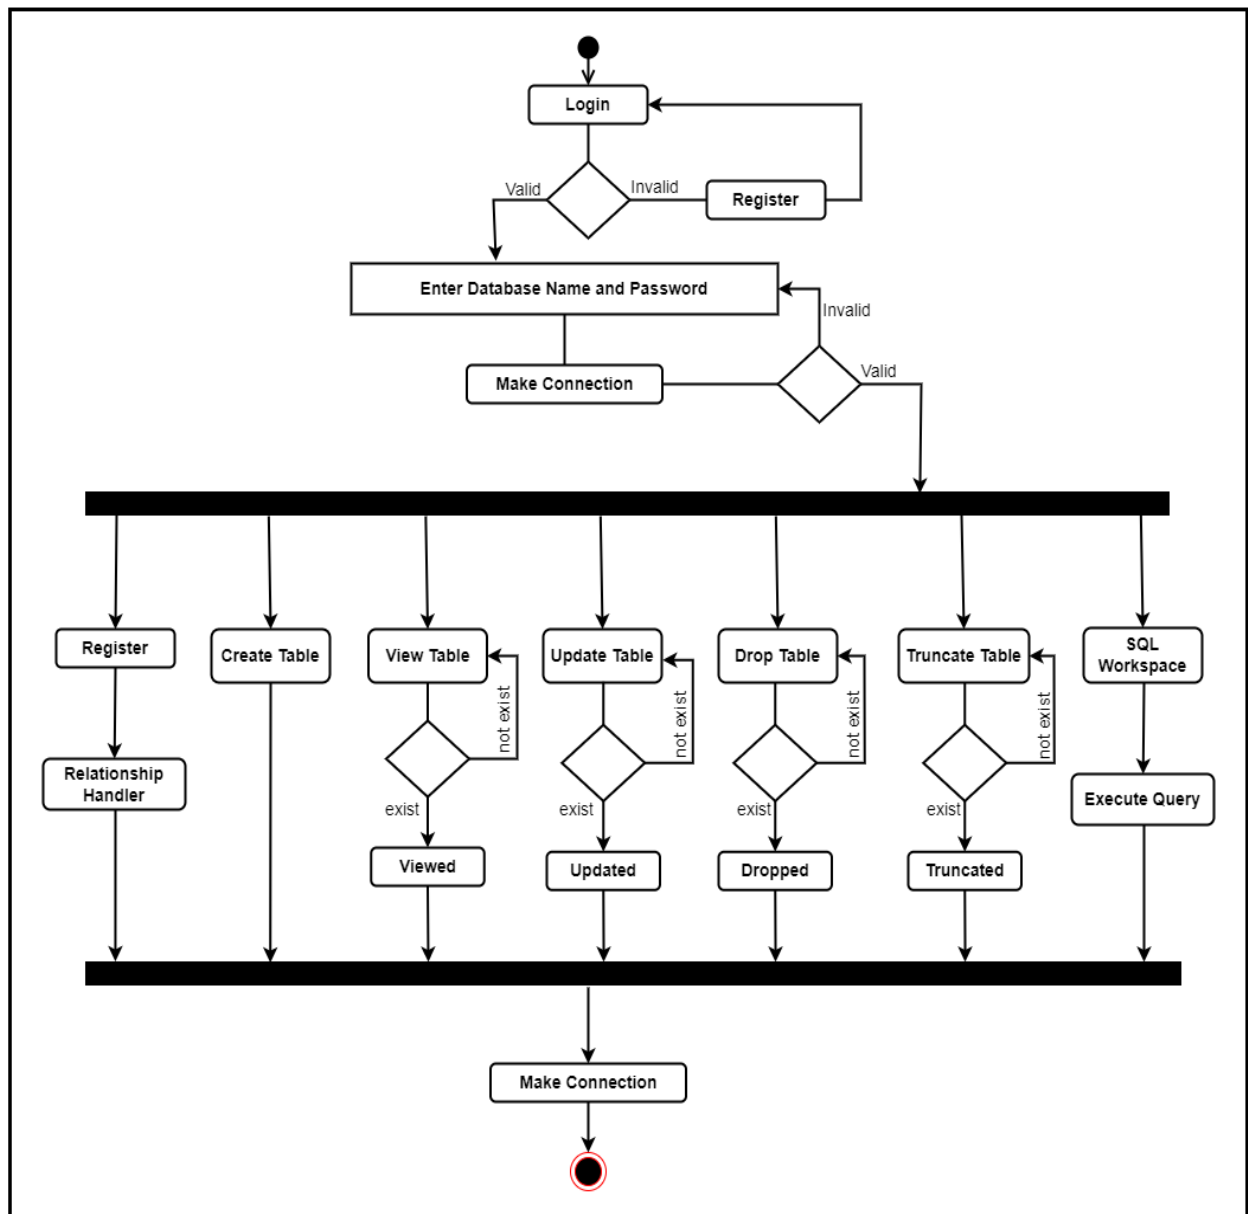 Login
Valid
Invalid
Register
Enter Database Name and Password
Invalid
Make Connection
Valid
Register
Create Table
View Table
Update Table
Drop Table
Truncate Table
SQL
Workspace
not exist
not exist
not exist
not exist
Relationship
Handler
Execute Query
exist
exist
exist
exist
Viewed
Updated
Dropped
Truncated
Make Connection